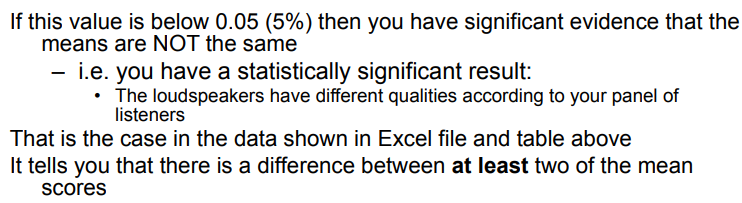 If this value is below 0.05 (5%) then you have significant evidence that the
means are NOT the same
– i.e. you have a statistically significant result:
• The loudspeakers have different qualities according to your panel of
listeners
That is the case in the data shown in Excel file and table above
It tells you that there is a difference between at least two of the mean
scores